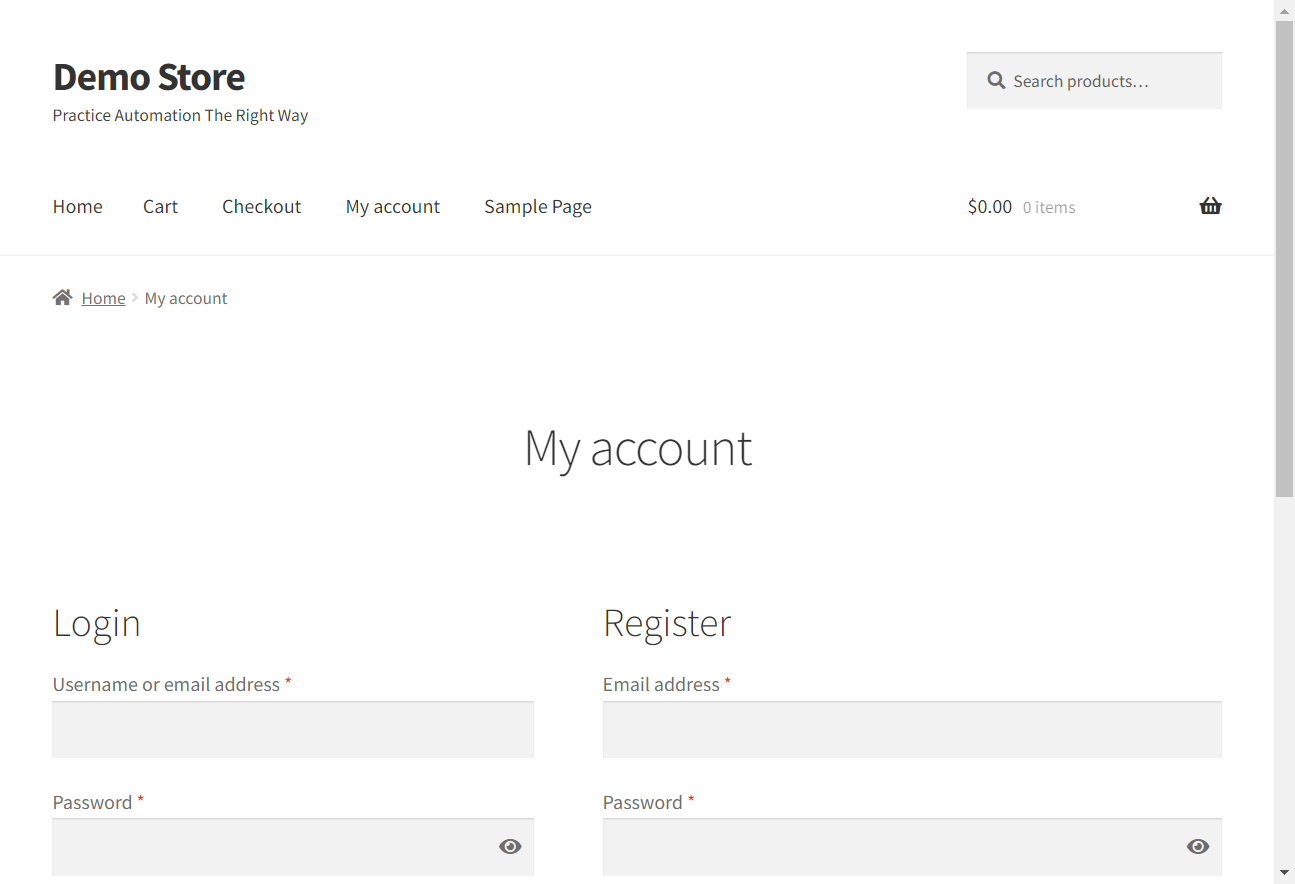 Demo Store
Practice Automation The Right Way
Search products…
Home Cart Checkout My account Sample Page $0.00 0 items
Home My account
My account
Login
Username or email address *
Password *
Register
Email address *
Password *